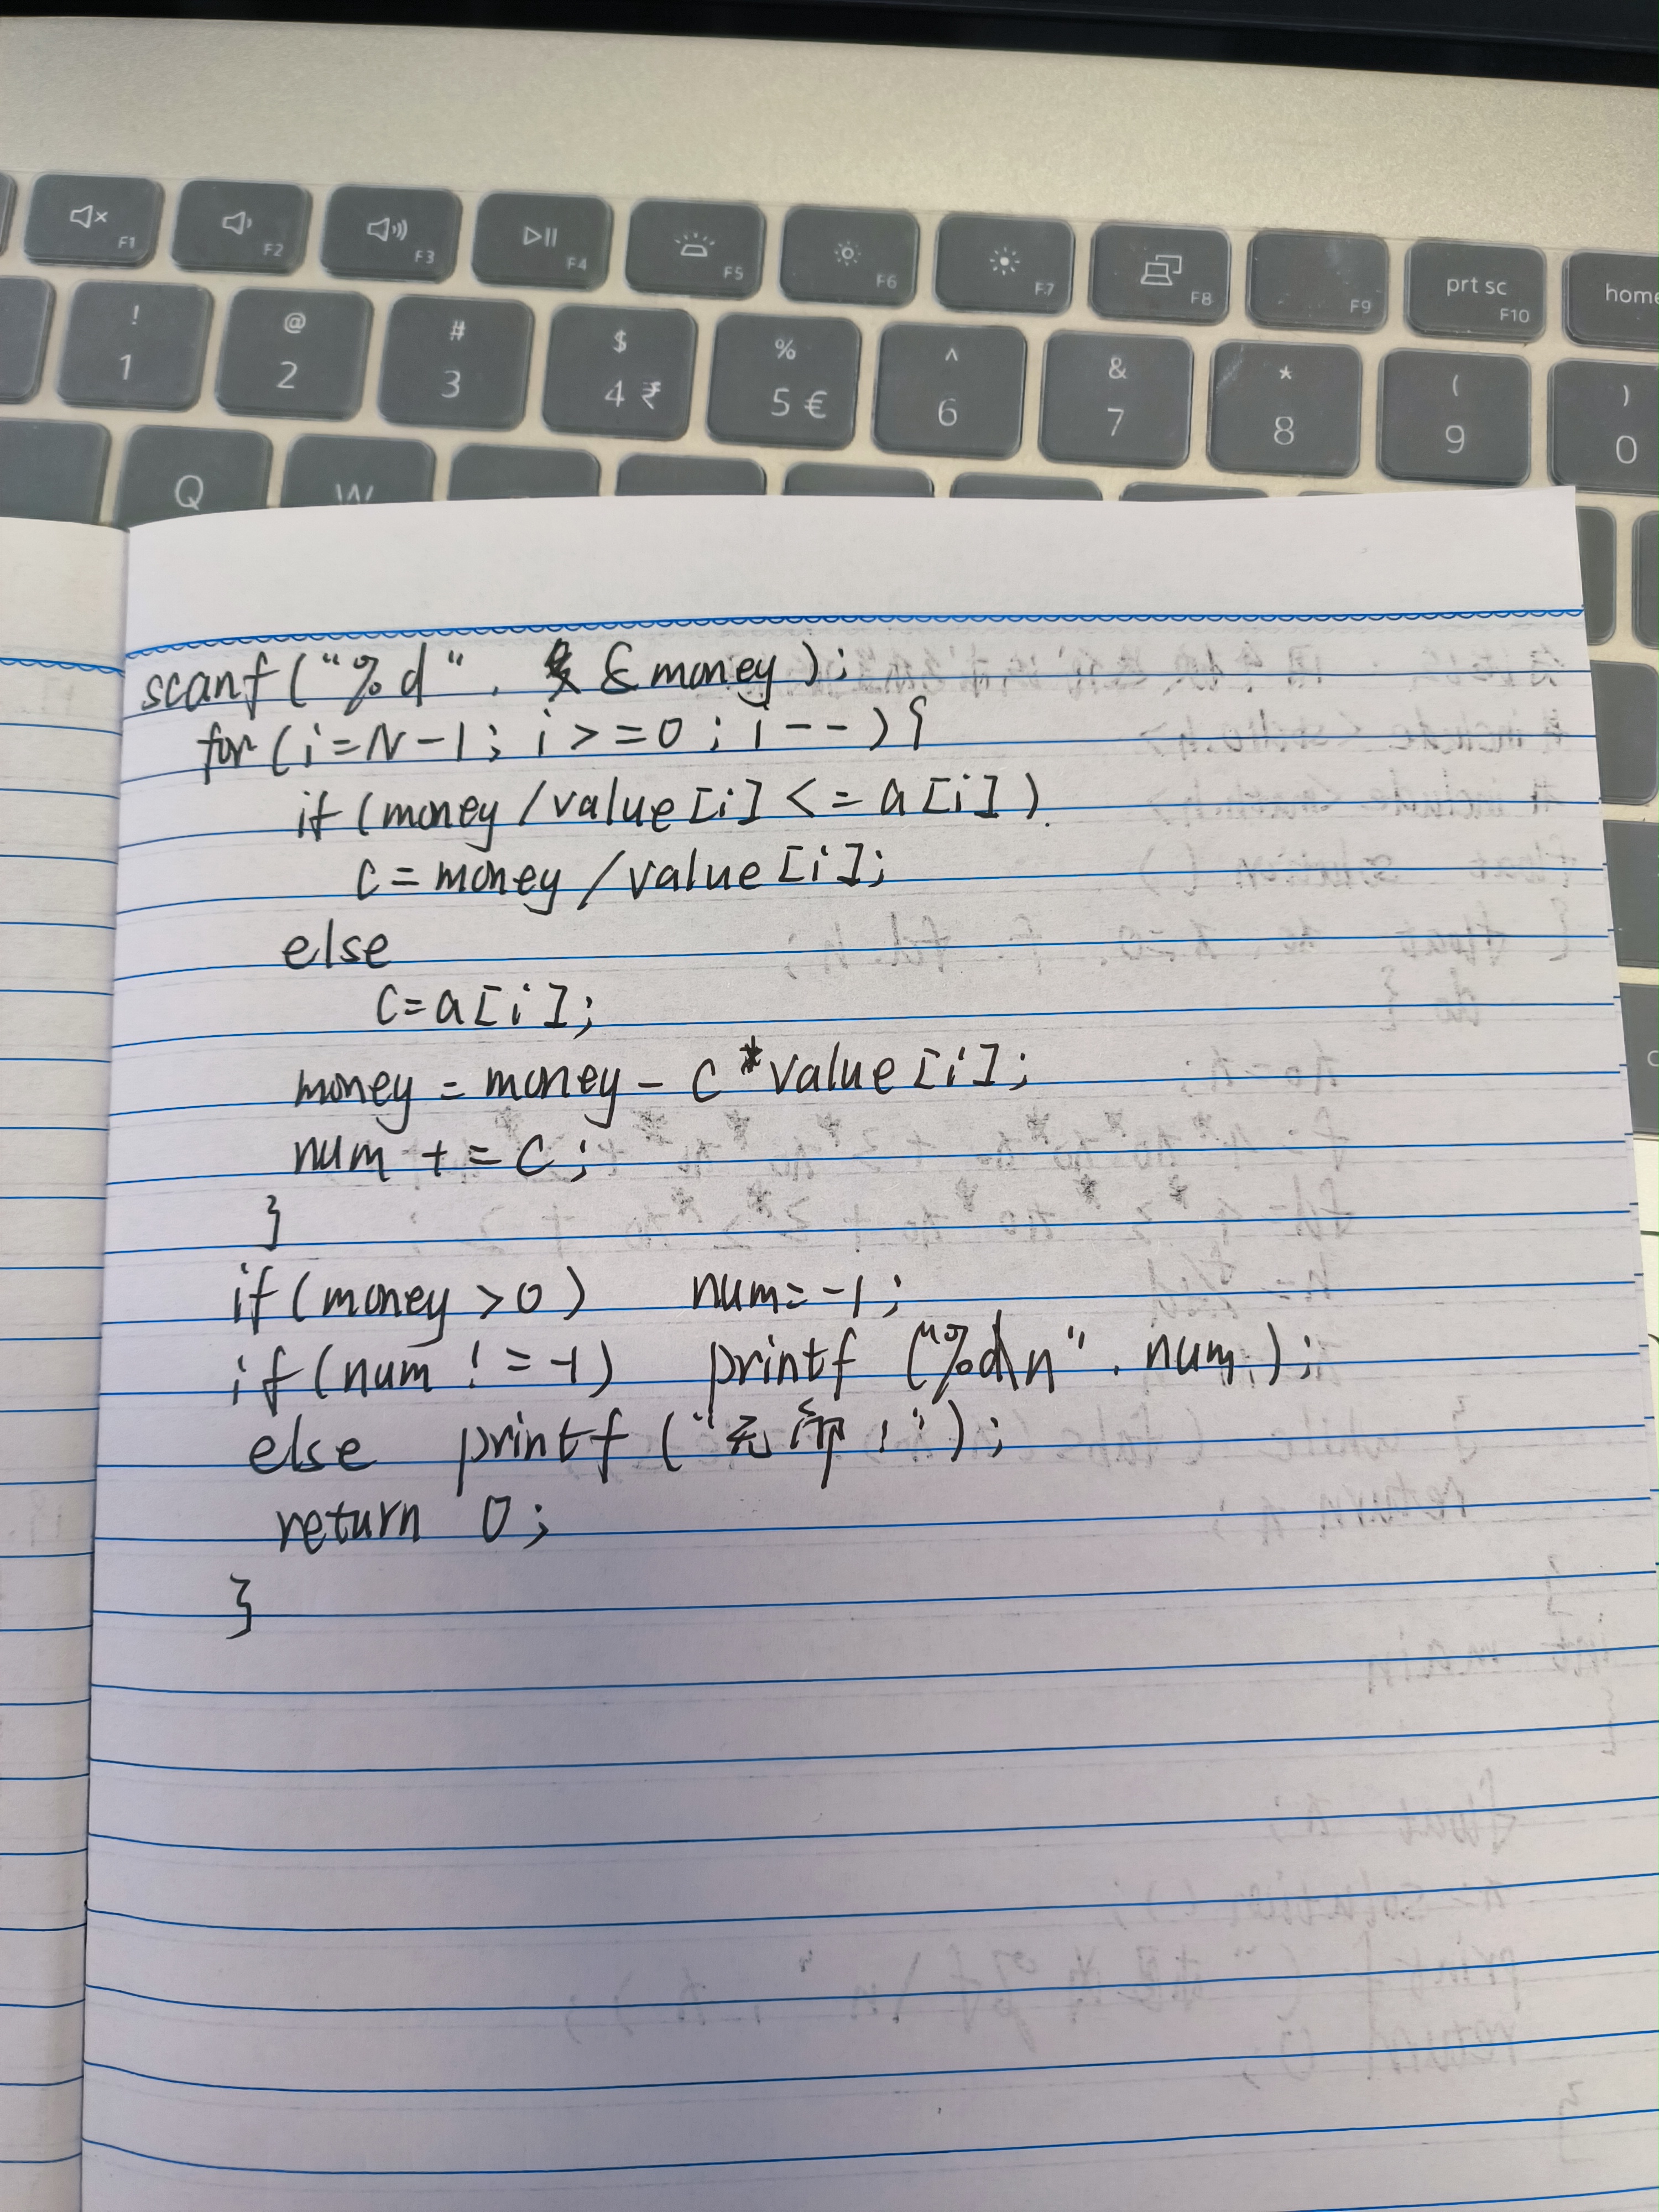 F1 F2 F3 F4 F5 F6 F7 F8 F9 prt sc F10 home
! 1 @ 2 # 3 $ 4 ₹ % 5 € ^ 6 & 7 * 8 ( 9 ) 0
Q W
scanf("%d", &money);
for(i=N-1; i>=0; i--){
if(money/value[i]<=a[i])
c=money/value[i];
else
c=a[i];
money=money-c*value[i];
num+=c;
}
if(money>0) num=-1;
if(num!=-1) printf("%d\n", num);
else printf("无解!");
return 0;
}